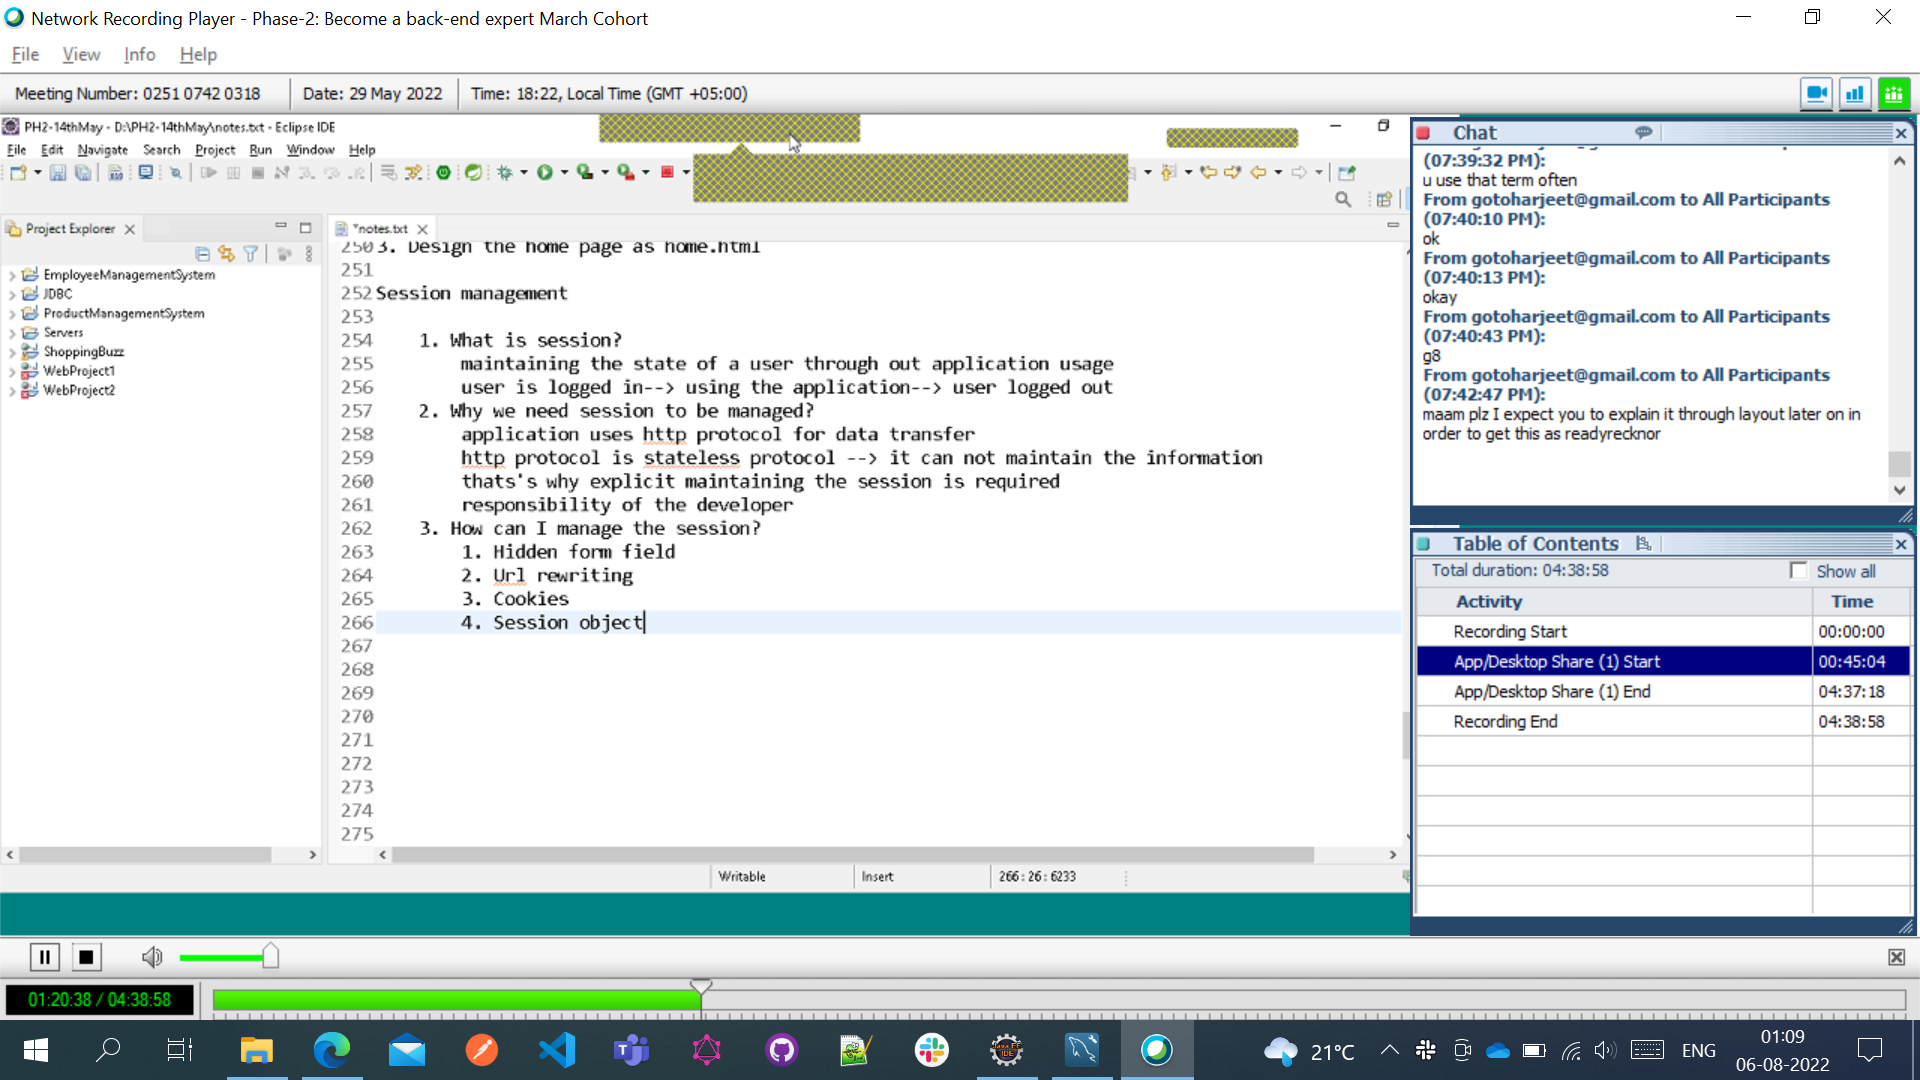 Network Recording Player - Phase-2: Become a back-end expert March Cohort
File View Info Help
Meeting Number: 0251 0742 0318 Date: 29 May 2022 Time: 18:22, Local Time (GMT +05:00)
PH2-14thMay - D:\PH2-14thMay\notes.txt - Eclipse IDE
File Edit Navigate Search Project Run Window Help
Project Explorer
EmployeeManagementSystem
JDBC
ProductManagementSystem
Servers
ShoppingBuzz
WebProject1
WebProject2
*notes.txt
250 3. Design the home page as home.html
251
252 Session management
253
254 1. What is session?
255 maintaining the state of a user through out application usage
256 user is logged in--> using the application--> user logged out
257 2. Why we need session to be managed?
258 application uses http protocol for data transfer
259 http protocol is stateless protocol --> it can not maintain the information
260 thats's why explicit maintaining the session is required
261 responsibility of the developer
262 3. How can I manage the session?
263 1. Hidden form field
264 2. Url rewriting
265 3. Cookies
266 4. Session object
267
268
269
270
271
272
273
274
275
Writable Insert 266 : 26 : 6233
Chat
(07:39:32 PM):
u use that term often
From gotoharjeet@gmail.com to All Participants
(07:40:10 PM):
ok
From gotoharjeet@gmail.com to All Participants
(07:40:13 PM):
okay
From gotoharjeet@gmail.com to All Participants
(07:40:43 PM):
g8
From gotoharjeet@gmail.com to All Participants
(07:42:47 PM):
maam plz I expect you to explain it through layout later on in
order to get this as readyrecknor
Table of Contents
Total duration: 04:38:58 Show all
Activity Time
Recording Start 00:00:00
App/Desktop Share (1) Start 00:45:04
App/Desktop Share (1) End 04:37:18
Recording End 04:38:58
01:20:38 / 04:38:58
21°C ENG 01:09
06-08-2022